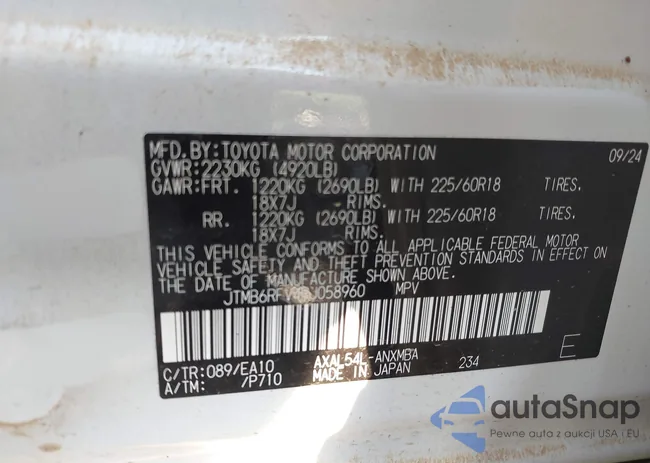 MFD. BY: TOYOTA MOTOR CORPORATION 09/24
GVWR: 2230KG (4920LB)
GAWR: FRT. 1220KG (2690LB) WITH 225/60R18 TIRES.
18X7J RIMS.
RR. 1220KG (2690LB) WITH 225/60R18 TIRES.
18X7J RIMS.
THIS VEHICLE CONFORMS TO ALL APPLICABLE FEDERAL MOTOR
VEHICLE SAFETY AND THEFT PREVENTION STANDARDS IN EFFECT ON
THE DATE OF MANUFACTURE SHOWN ABOVE.
MPV
C/TR: 089/EA10 AXAL54L-ANXMBA 234 E
A/TM: /P710 MADE IN JAPAN
autaSnap
Pewne auta z aukcji USA i EU